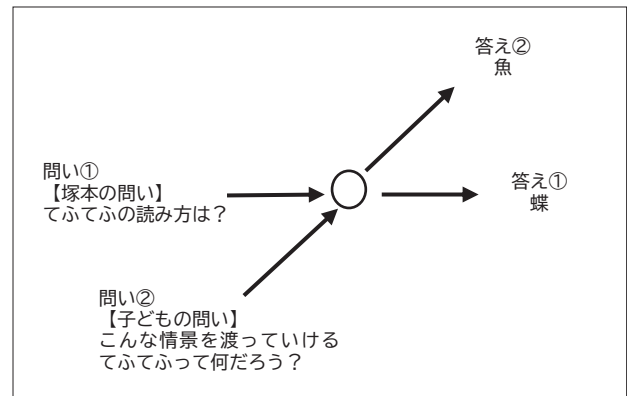 答え②
魚
問い①
【塚本の問い】
てふてふの読み方は？
答え①
蝶
問い②
【子どもの問い】
こんな情景を渡っていける
てふてふって何だろう？